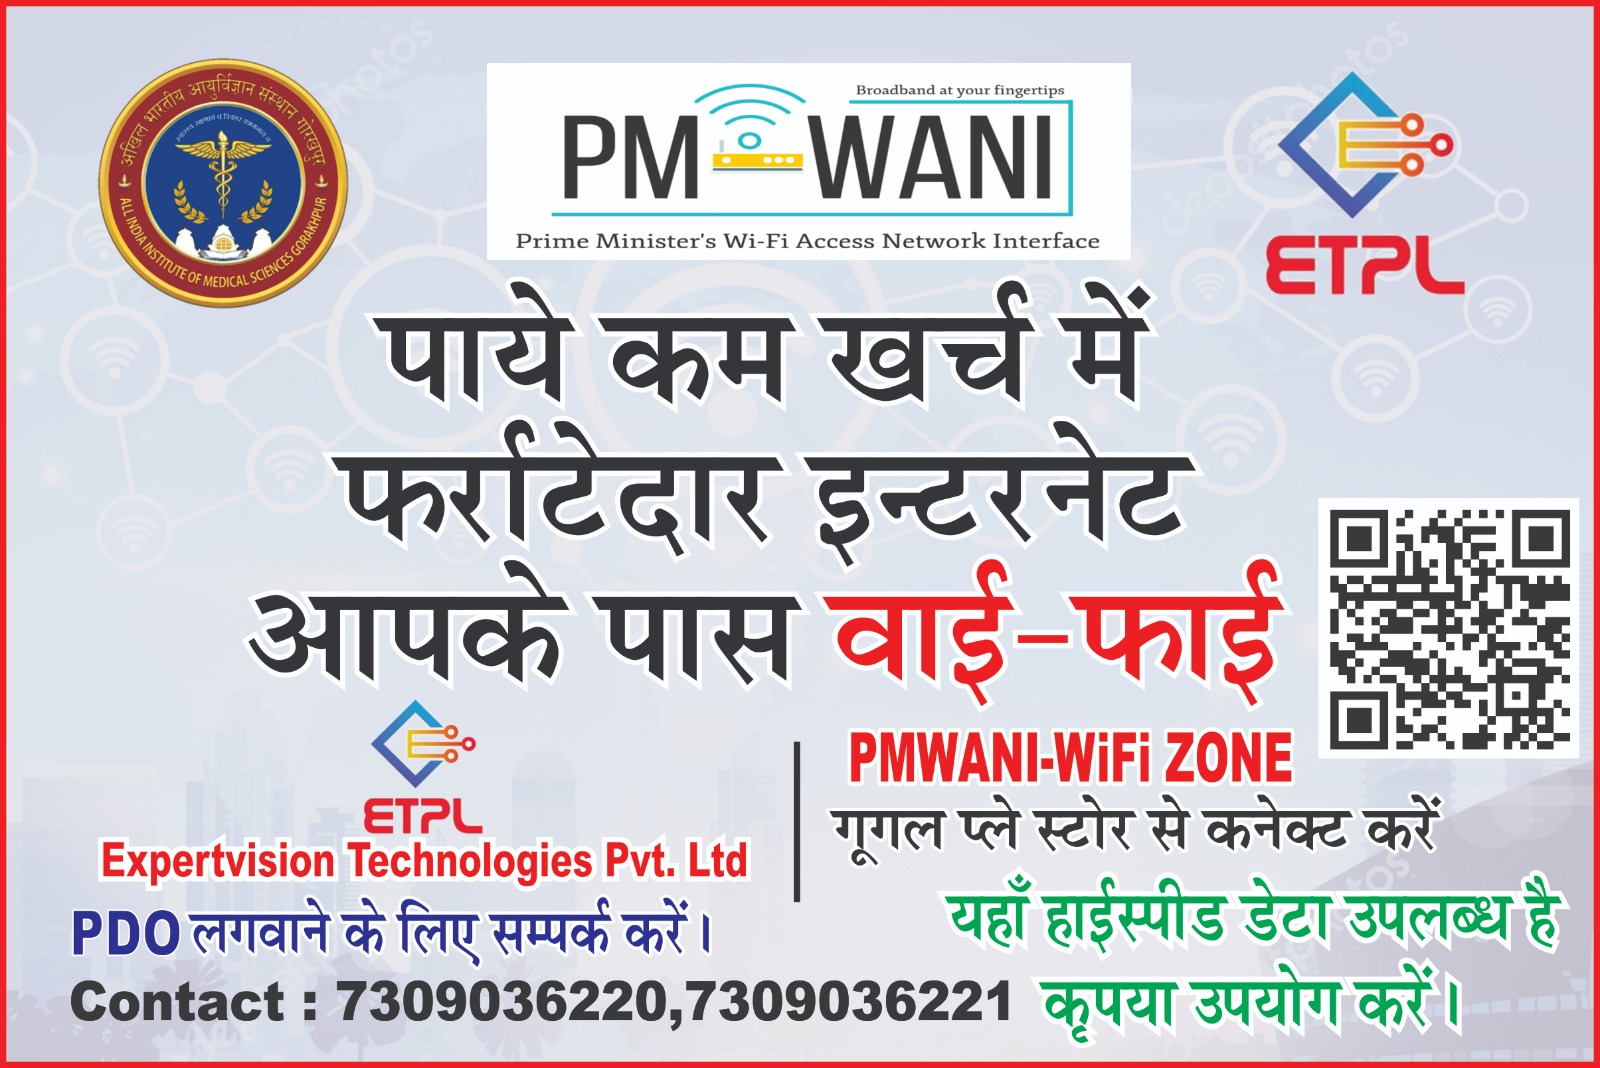 अखिल भारतीय आयुर्विज्ञान संस्थान गोरखपुर
ALL INDIA INSTITUTE OF MEDICAL SCIENCES GORAKHPUR
Broadband at your fingertips
PM WANI
Prime Minister's Wi-Fi Access Network Interface
ETPL
पाये कम खर्च में
फर्राटेदार इन्टरनेट
आपके पास वाई-फाई
ETPL
Expertvision Technologies Pvt. Ltd
PDO लगवाने के लिए सम्पर्क करें।
Contact : 7309036220,7309036221
PMWANI-WiFi ZONE
गूगल प्ले स्टोर से कनेक्ट करें
यहाँ हाईस्पीड डेटा उपलब्ध है
कृपया उपयोग करें।